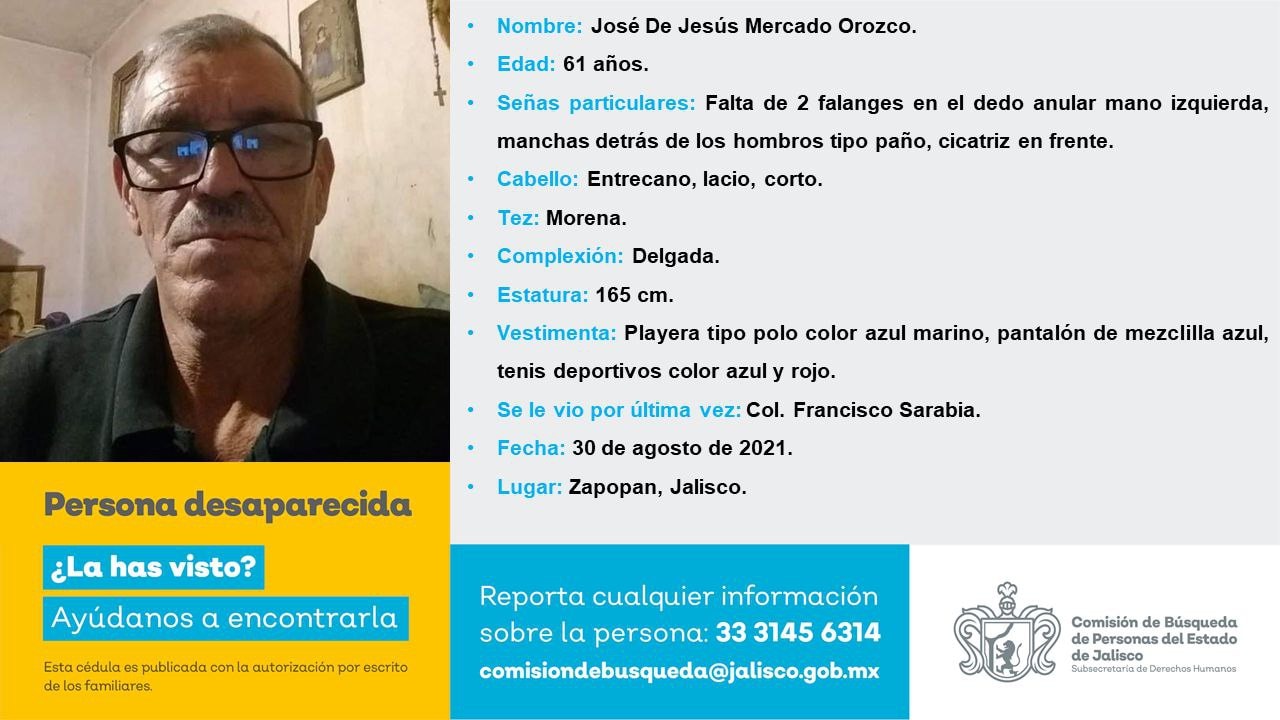 Nombre: José De Jesús Mercado Orozco.
Edad: 61 años.
Señas particulares: Falta de 2 falanges en el dedo anular mano izquierda,
manchas detrás de los hombros tipo paño, cicatriz en frente.
Cabello: Entrecano, lacio, corto.
Tez: Morena.
Complexión: Delgada.
Estatura: 165 cm.
Vestimenta: Playera tipo polo color azul marino, pantalón de mezclilla azul,
tenis deportivos color azul y rojo.
Se le vio por última vez: Col. Francisco Sarabia.
Fecha: 30 de agosto de 2021.
Lugar: Zapopan, Jalisco.
Persona desaparecida
¿La has visto?
Ayúdanos a encontrarla
Esta cédula es publicada con la autorización por escrito
de los familiares.
Reporta cualquier información
sobre la persona: 33 3145 6314
comisiondebusqueda@jalisco.gob.mx
Comisión de Búsqueda
de Personas del Estado
de Jalisco
Subsecretaría de Derechos Humanos